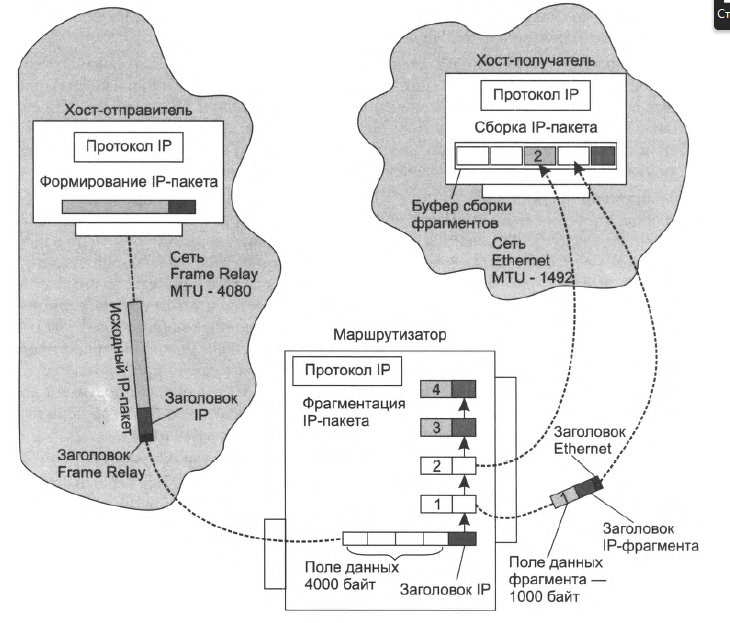 Ст
Хост-отправитель
Протокол IP
Формирование IP-пакета
Сеть
Frame Relay
MTU - 4080
Исходный IP-пакет
Заголовок
IP
Заголовок
Frame Relay
Хост-получатель
Протокол IP
Сборка IP-пакета
2
Буфер сборки
фрагментов
Сеть
Ethernet
MTU - 1492
Маршрутизатор
Протокол IP
Фрагментация
IP-пакета
4
3
2
1
Поле данных
4000 байт
Заголовок IP
Заголовок
Ethernet
1
Заголовок
IP-фрагмента
Поле данных
фрагмента —
1000 байт